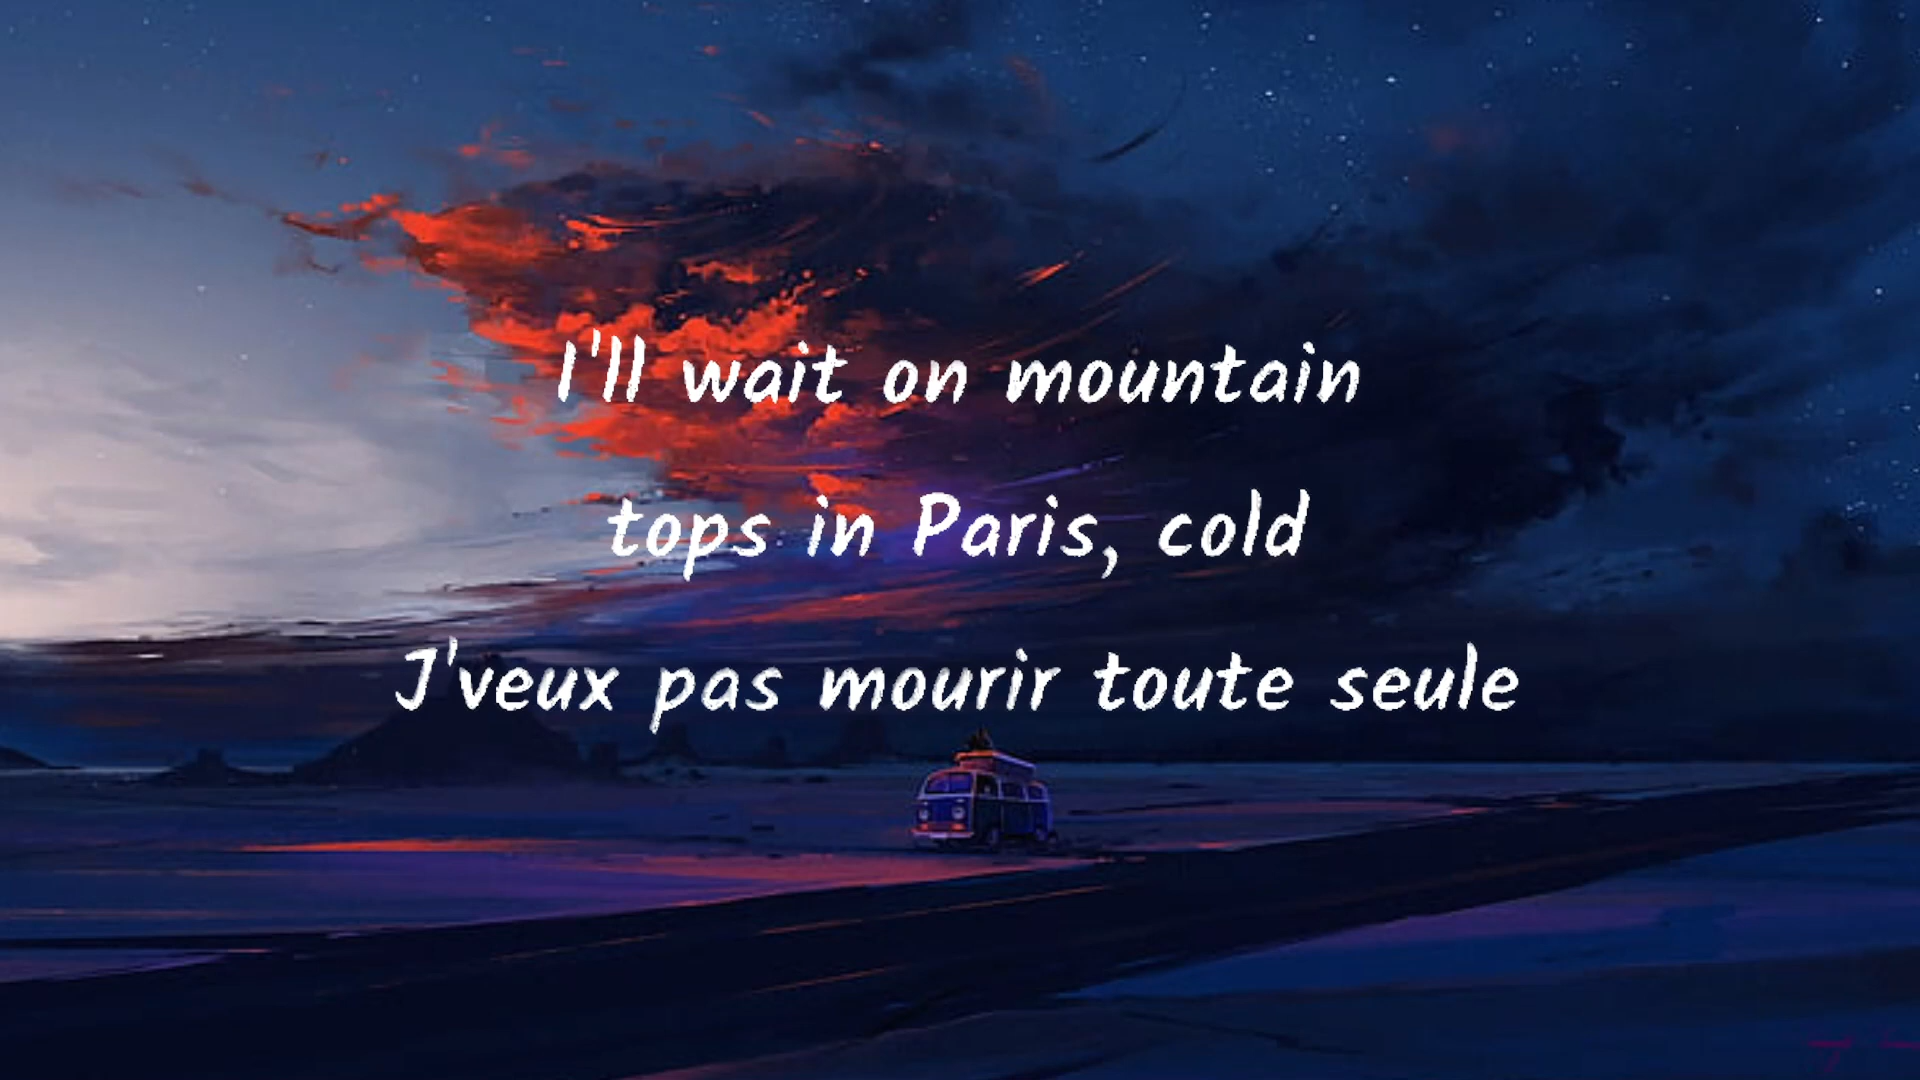 I'll wait on mountain
tops in Paris, cold
J'veux pas mourir toute seule